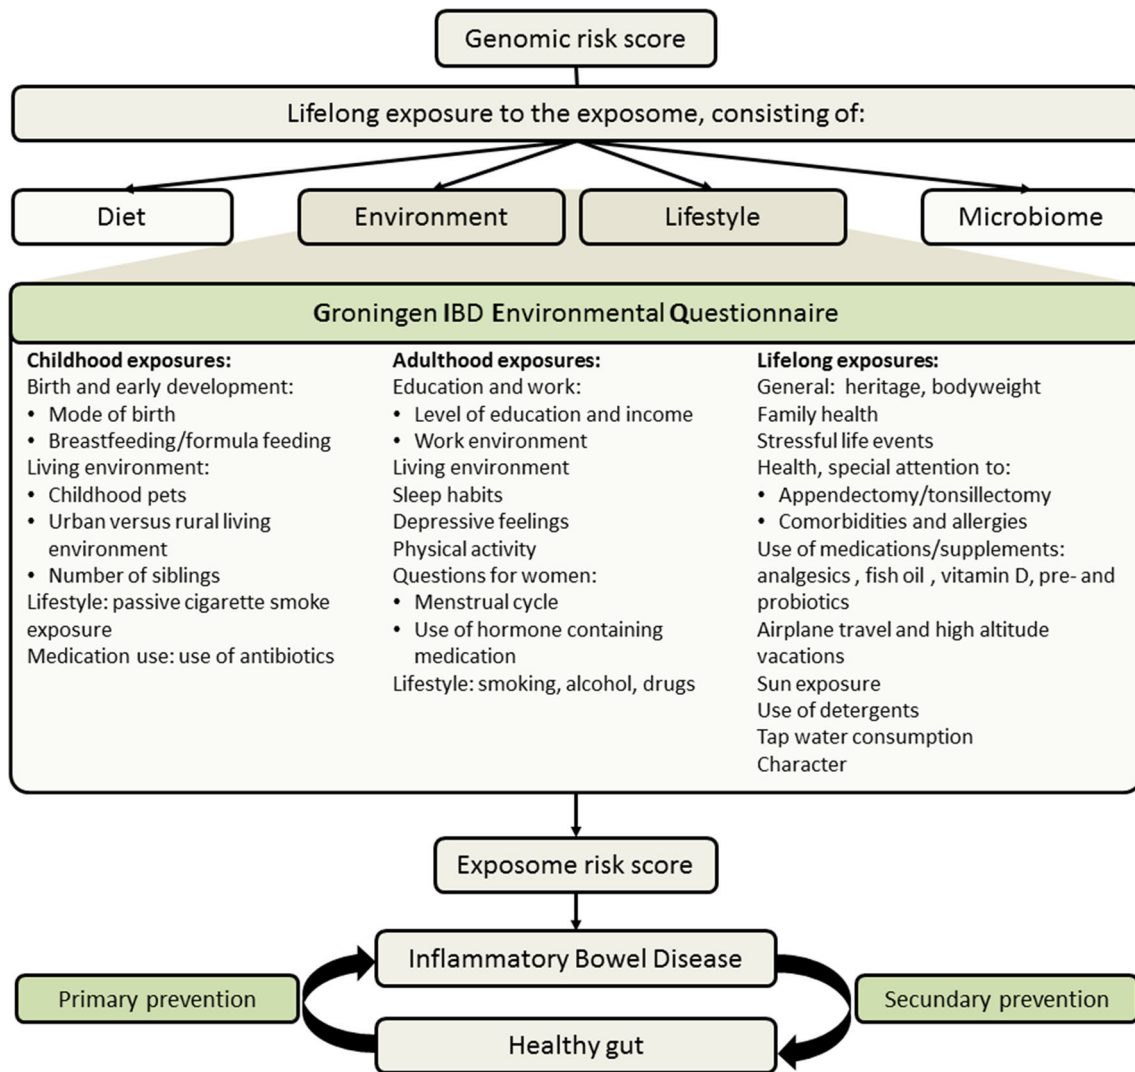 Genomic risk score
Lifelong exposure to the exposome, consisting of:
Diet
Environment
Lifestyle
Microbiome
Groningen IBD Environmental Questionnaire
Childhood exposures:
Birth and early development:
• Mode of birth
• Breastfeeding/formula feeding
Living environment:
• Childhood pets
• Urban versus rural living
environment
• Number of siblings
Lifestyle: passive cigarette smoke
exposure
Medication use: use of antibiotics
Adulthood exposures:
Education and work:
• Level of education and income
• Work environment
Living environment
Sleep habits
Depressive feelings
Physical activity
Questions for women:
• Menstrual cycle
• Use of hormone containing
medication
Lifestyle: smoking, alcohol, drugs
Lifelong exposures:
General: heritage, bodyweight
Family health
Stressful life events
Health, special attention to:
• Appendectomy/tonsillectomy
• Comorbidities and allergies
Use of medications/supplements:
analgesics , fish oil , vitamin D, pre- and
probiotics
Airplane travel and high altitude
vacations
Sun exposure
Use of detergents
Tap water consumption
Character
Exposome risk score
Inflammatory Bowel Disease
Primary prevention
Secundary prevention
Healthy gut